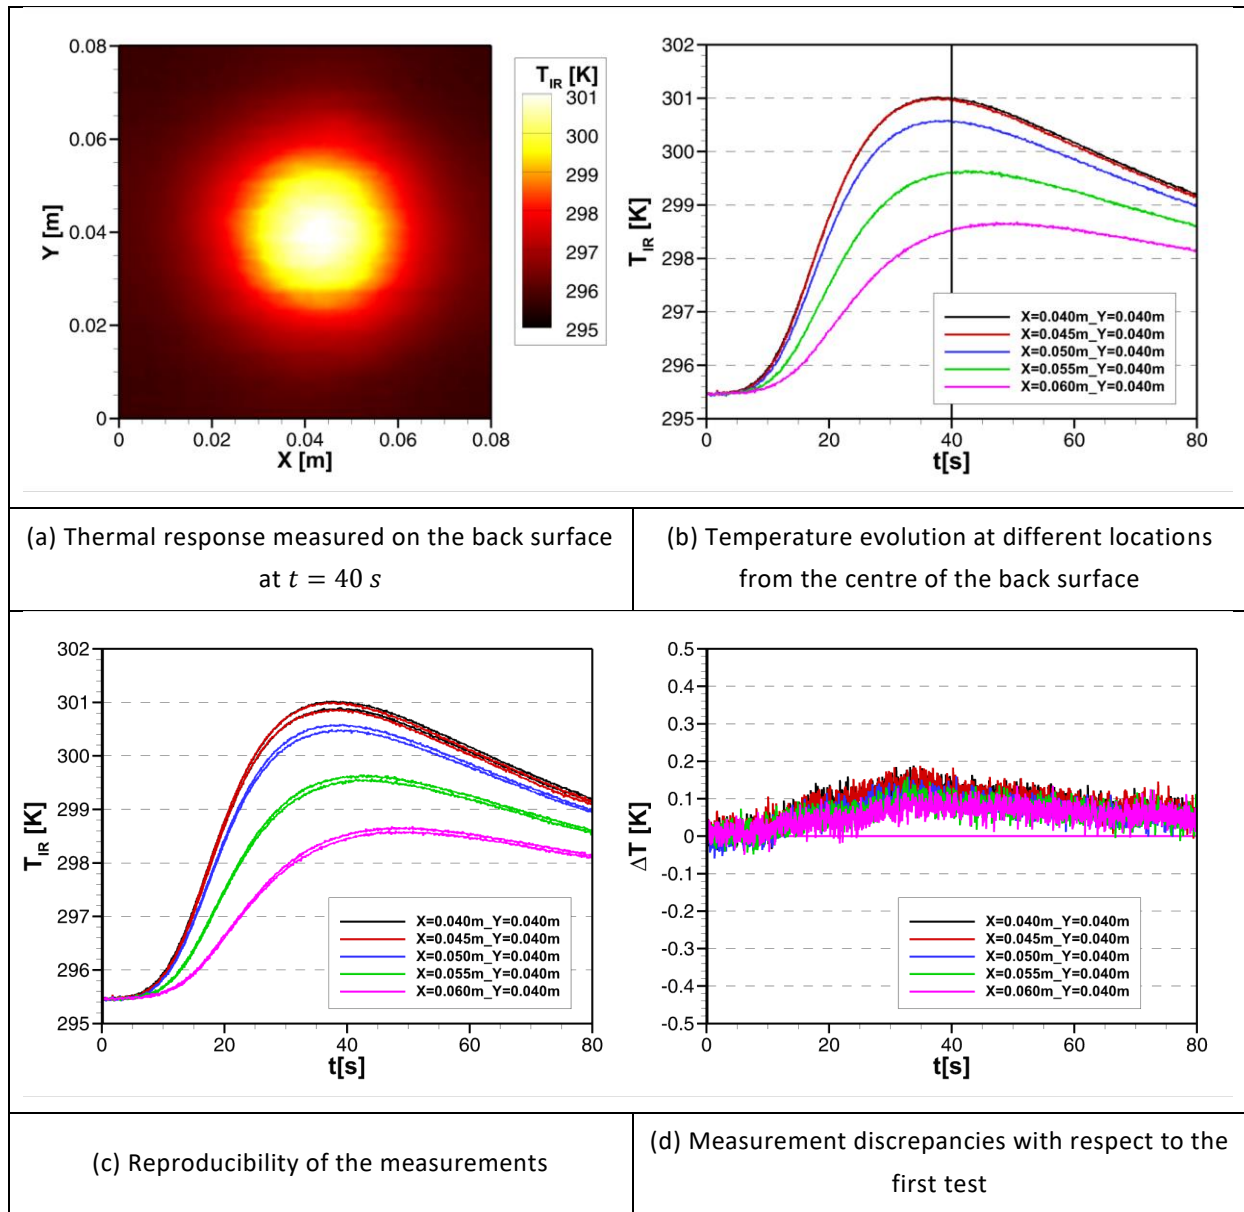 0.08
0.06
0.04
0.02
0
Y [m]
0
0.02
0.04
0.06
0.08
X [m]
T_IR [K]
301
300
299
298
297
296
295
302
301
300
299
298
297
296
295
T_IR [K]
0
20
40
60
80
t[s]
X=0.040m_Y=0.040m
X=0.045m_Y=0.040m
X=0.050m_Y=0.040m
X=0.055m_Y=0.040m
X=0.060m_Y=0.040m
(a) Thermal response measured on the back surface
at t = 40 s
(b) Temperature evolution at different locations
from the centre of the back surface
302
301
300
299
298
297
296
295
T_IR [K]
0
20
40
60
80
t[s]
X=0.040m_Y=0.040m
X=0.045m_Y=0.040m
X=0.050m_Y=0.040m
X=0.055m_Y=0.040m
X=0.060m_Y=0.040m
0.5
0.4
0.3
0.2
0.1
0
-0.1
-0.2
-0.3
-0.4
-0.5
ΔT [K]
0
20
40
60
80
t[s]
X=0.040m_Y=0.040m
X=0.045m_Y=0.040m
X=0.050m_Y=0.040m
X=0.055m_Y=0.040m
X=0.060m_Y=0.040m
(c) Reproducibility of the measurements
(d) Measurement discrepancies with respect to the
first test